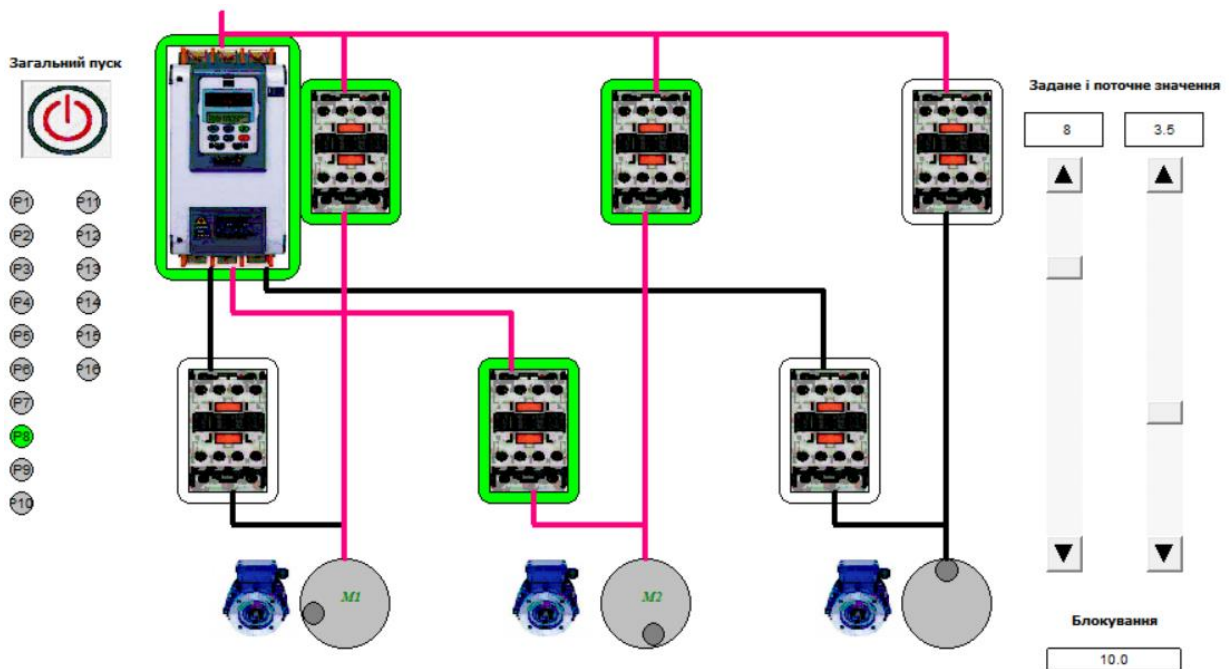 Загальний пуск
Задане і поточне значення
8 3.5
P1 P11
P2 P12
P3 P13
P4 P14
P5 P15
P6 P16
P7
P8
P9
P10
M1 M2
Блокування
10.0